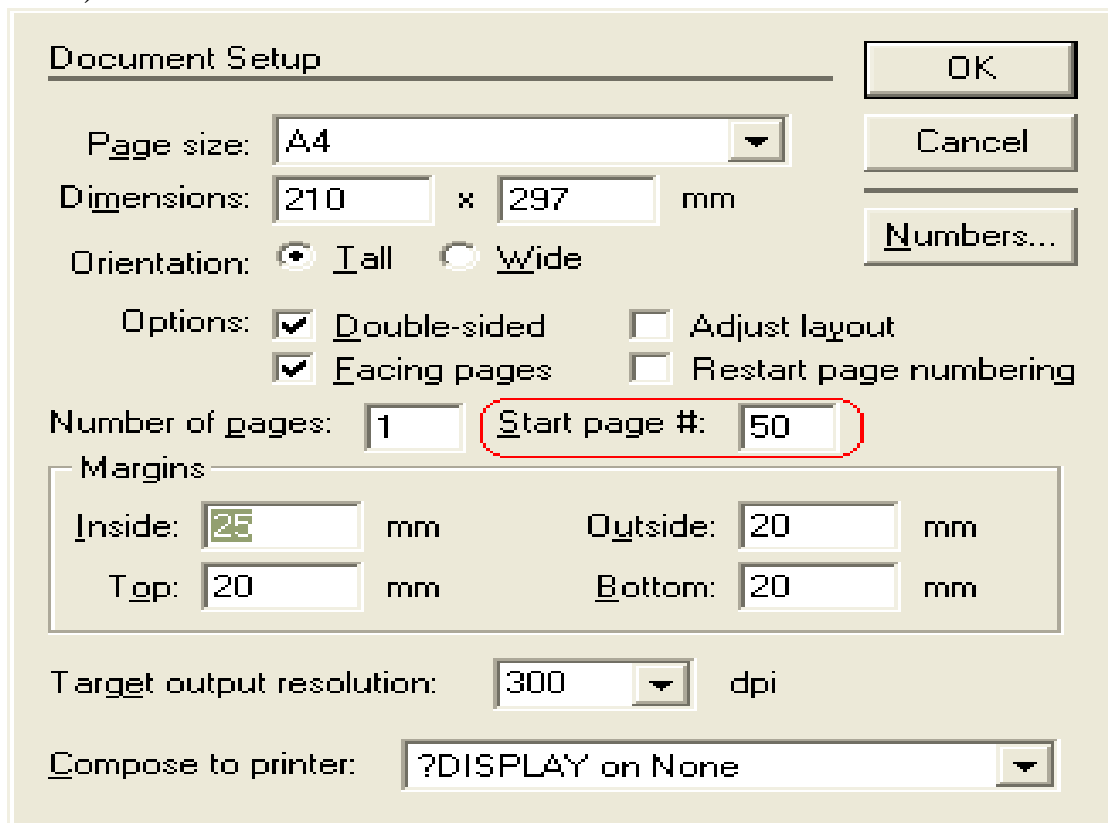 Document Setup
OK
Page size: A4
Cancel
Dimensions: 210 x 297 mm
Numbers...
Orientation: Tall Wide
Options: Double-sided Adjust layout
Facing pages Restart page numbering
Number of pages: 1 Start page #: 50
Margins
Inside: 25 mm Outside: 20 mm
Top: 20 mm Bottom: 20 mm
Target output resolution: 300 dpi
Compose to printer: ?DISPLAY on None